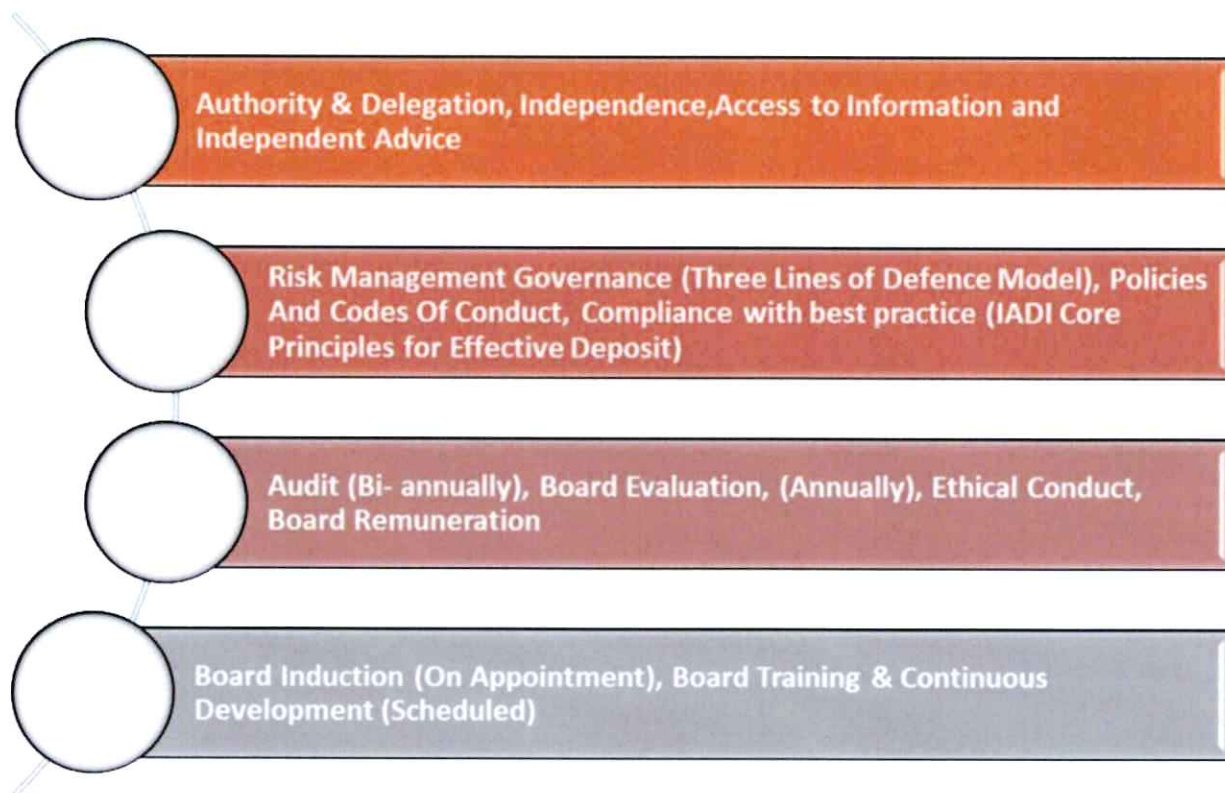 Authority & Delegation, Independence,Access to Information and
Independent Advice
Risk Management Governance (Three Lines of Defence Model), Policies
And Codes Of Conduct, Compliance with best practice (IADI Core
Principles for Effective Deposit)
Audit (Bi- annually), Board Evaluation, (Annually), Ethical Conduct,
Board Remuneration
Board Induction (On Appointment), Board Training & Continuous
Development (Scheduled)